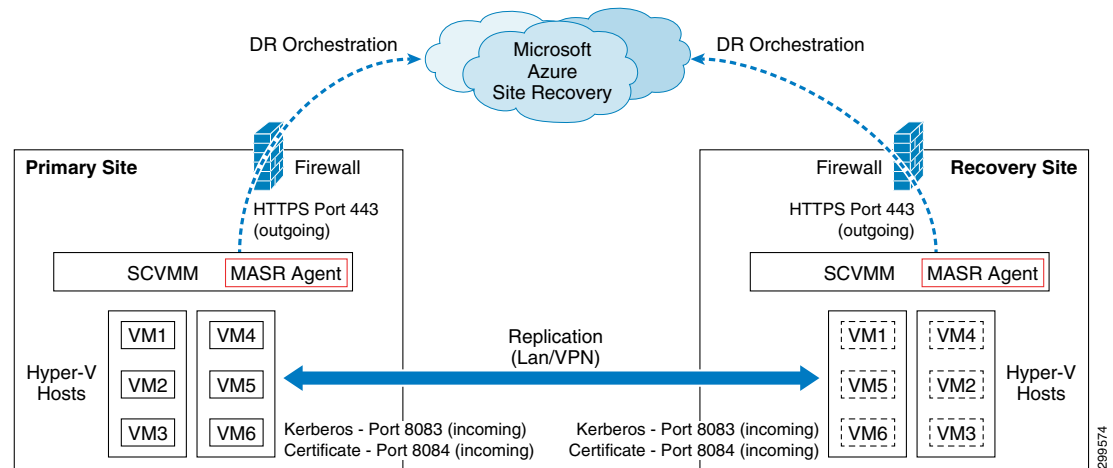 DR Orchestration
Microsoft
Azure
Site Recovery
DR Orchestration
Primary Site
Firewall
HTTPS Port 443
(outgoing)
SCVMM
MASR Agent
Hyper-V
Hosts
VM1
VM2
VM3
VM4
VM5
VM6
Replication
(Lan/VPN)
Kerberos - Port 8083 (incoming)
Certificate - Port 8084 (incoming)
Kerberos - Port 8083 (incoming)
Certificate - Port 8084 (incoming)
Firewall
Recovery Site
HTTPS Port 443
(outgoing)
SCVMM
MASR Agent
VM1
VM5
VM6
VM4
VM2
VM3
Hyper-V
Hosts
299574